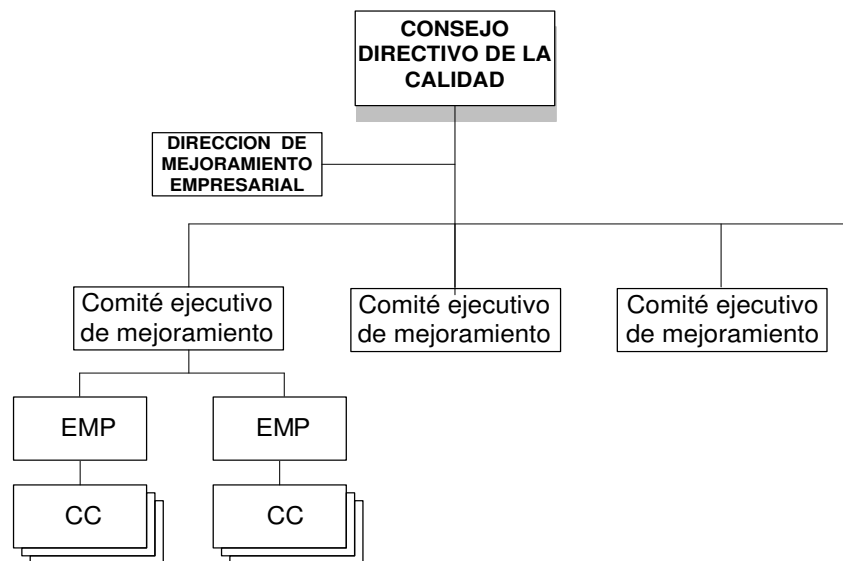 CONSEJO
DIRECTIVO DE LA
CALIDAD
DIRECCION DE
MEJORAMIENTO
EMPRESARIAL
Comité ejecutivo
de mejoramiento
Comité ejecutivo
de mejoramiento
Comité ejecutivo
de mejoramiento
EMP
EMP
CC
CC